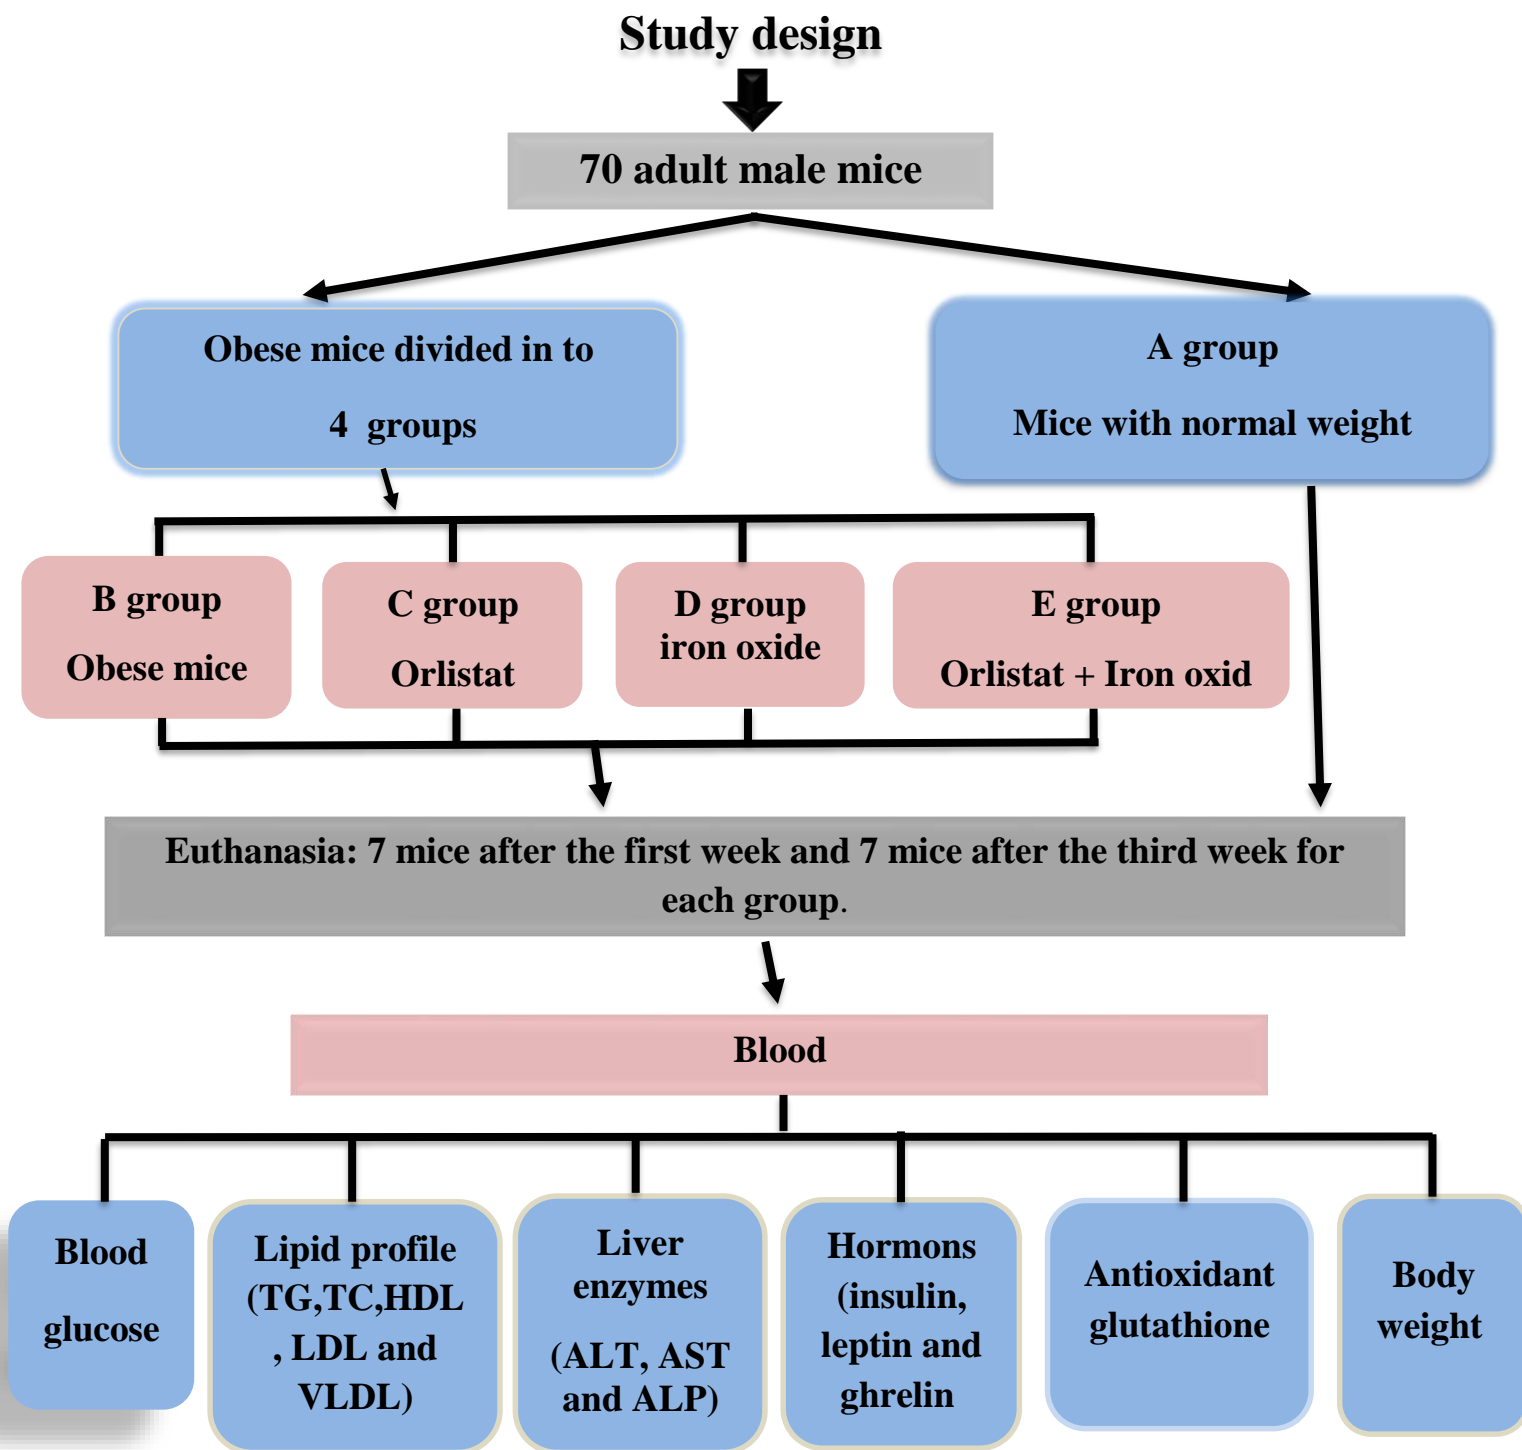 Study design
70 adult male mice
Obese mice divided in to
4 groups
A group
Mice with normal weight
B group
Obese mice
C group
Orlistat
D group
iron oxide
E group
Orlistat + Iron oxid
Euthanasia: 7 mice after the first week and 7 mice after the third week for
each group.
Blood
Blood
glucose
Lipid profile
(TG,TC,HDL
, LDL and
VLDL)
Liver
enzymes
(ALT, AST
and ALP)
Hormons
(insulin,
leptin and
ghrelin
Antioxidant
glutathione
Body
weight